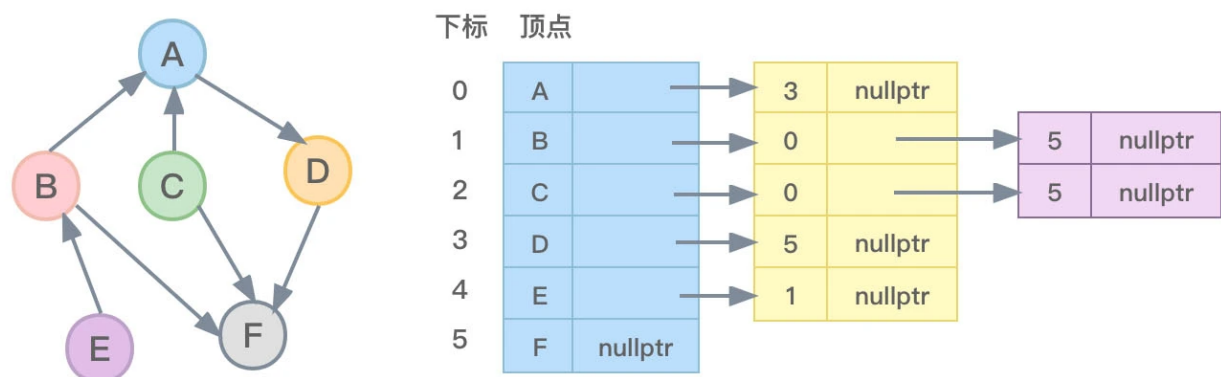 A
B
C
D
E
F
下标 顶点
0 A 3 nullptr
1 B 0 5 nullptr
2 C 0 5 nullptr
3 D 5 nullptr
4 E 1 nullptr
5 F nullptr